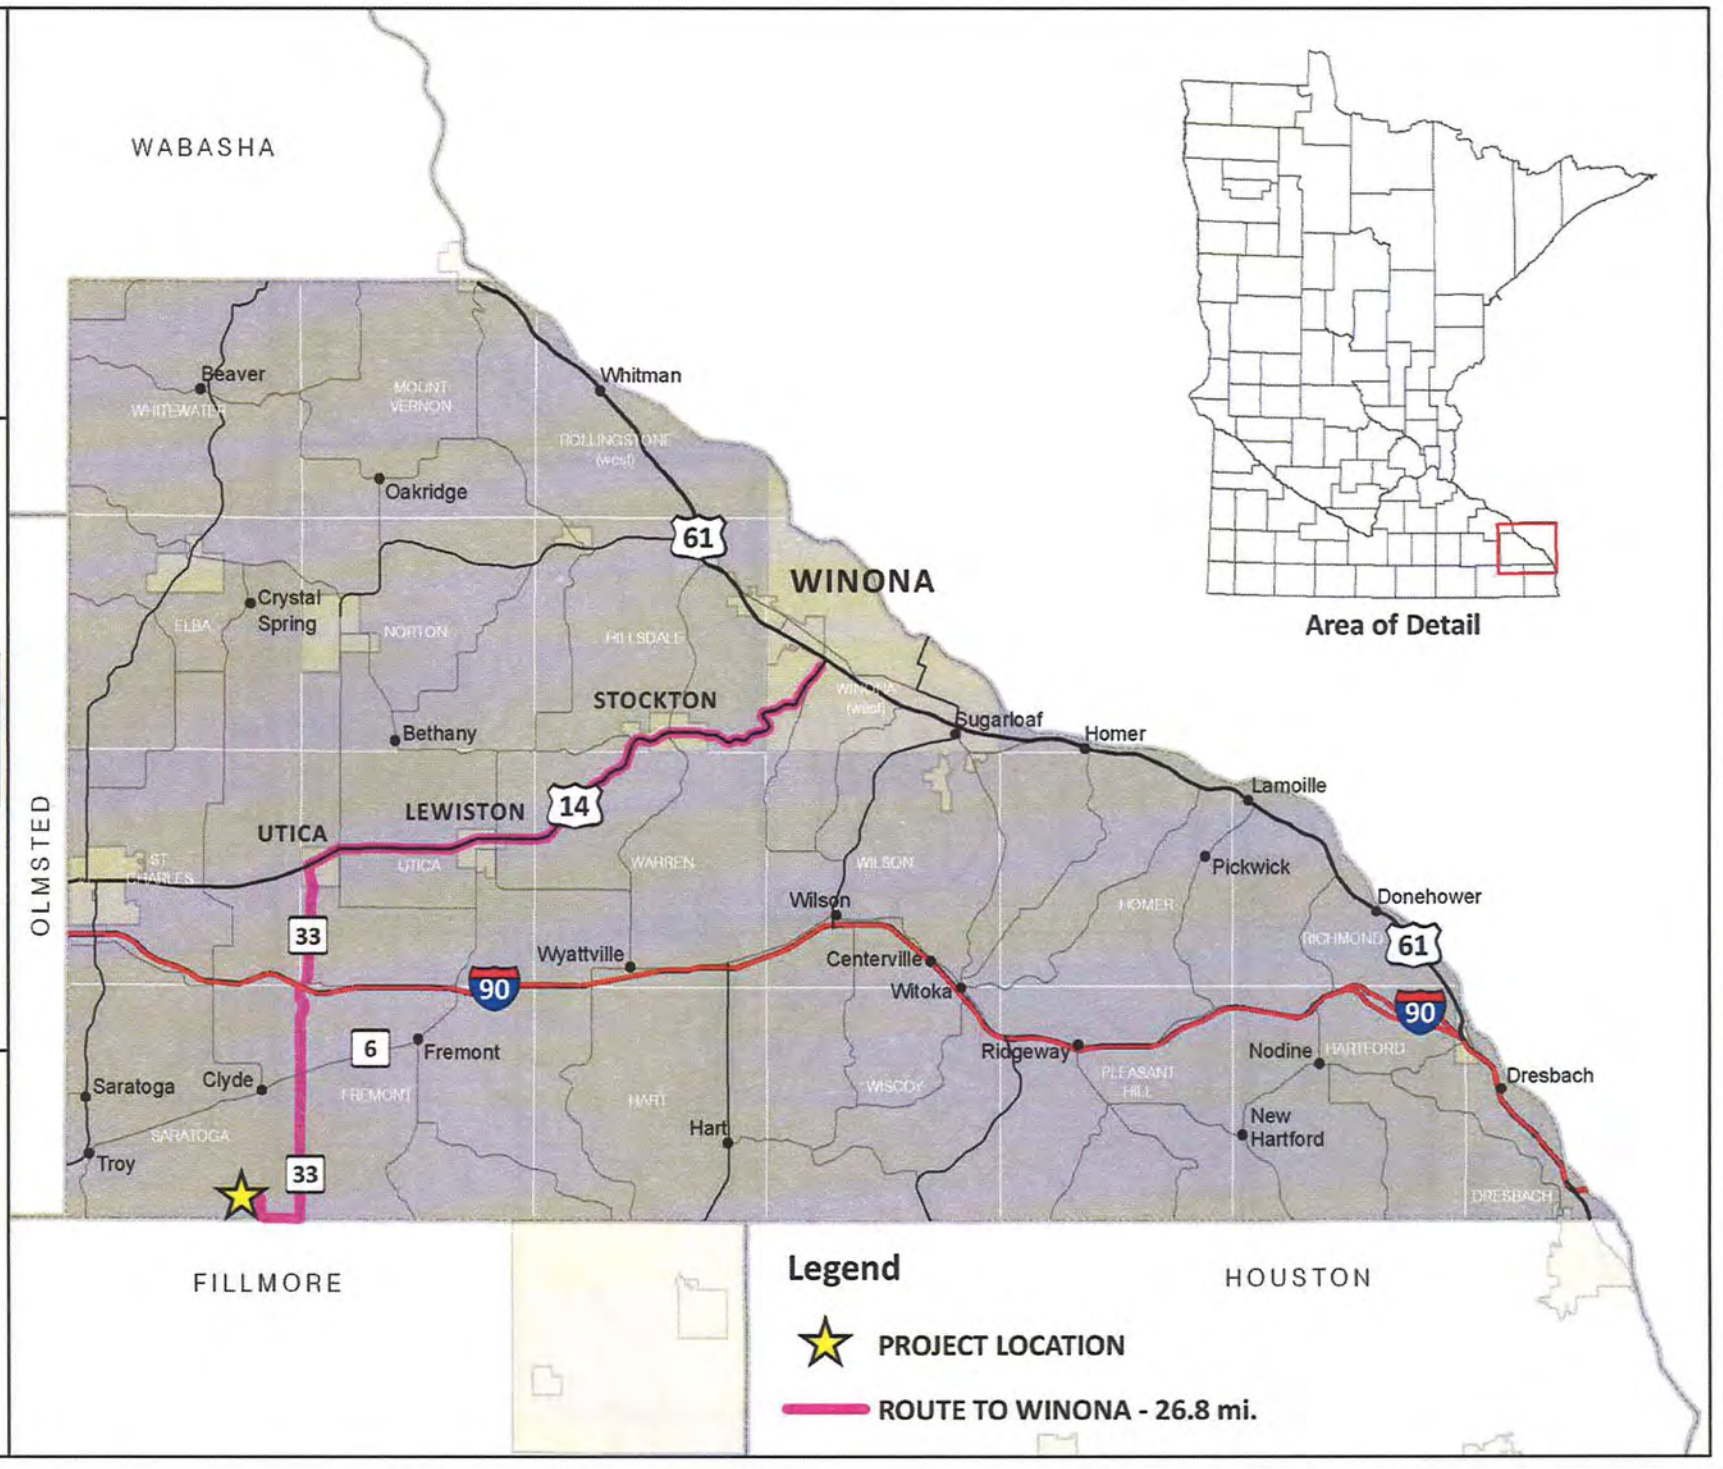 WABASHA
Beaver
WHITEWATER
MOUNT
VERNON
Whitman
ROLLINGSTONE
(west)
Oakridge
61
WINONA
Area of Detail
Crystal
Spring
ELBA
NORTON
HILLSDALE
STOCKTON
WINONA
(west)
Sugarloaf
Homer
Bethany
Lamoille
OLMSTED
LEWISTON
14
UTICA
ST
CHARLES
UTICA
WARREN
WILSON
Pickwick
HOMER
Donehower
Wilson
33
Wyattville
Centerville
RICHMOND
61
90
Witoka
90
6
Fremont
Ridgeway
Nodine
HARTFORD
Saratoga
Clyde
FREMONT
HART
WISCOY
PLEASANT
HILL
Dresbach
SARATOGA
Hart
New
Hartford
Troy
33
DRESBACH
FILLMORE
Legend
HOUSTON
PROJECT LOCATION
ROUTE TO WINONA - 26.8 mi.